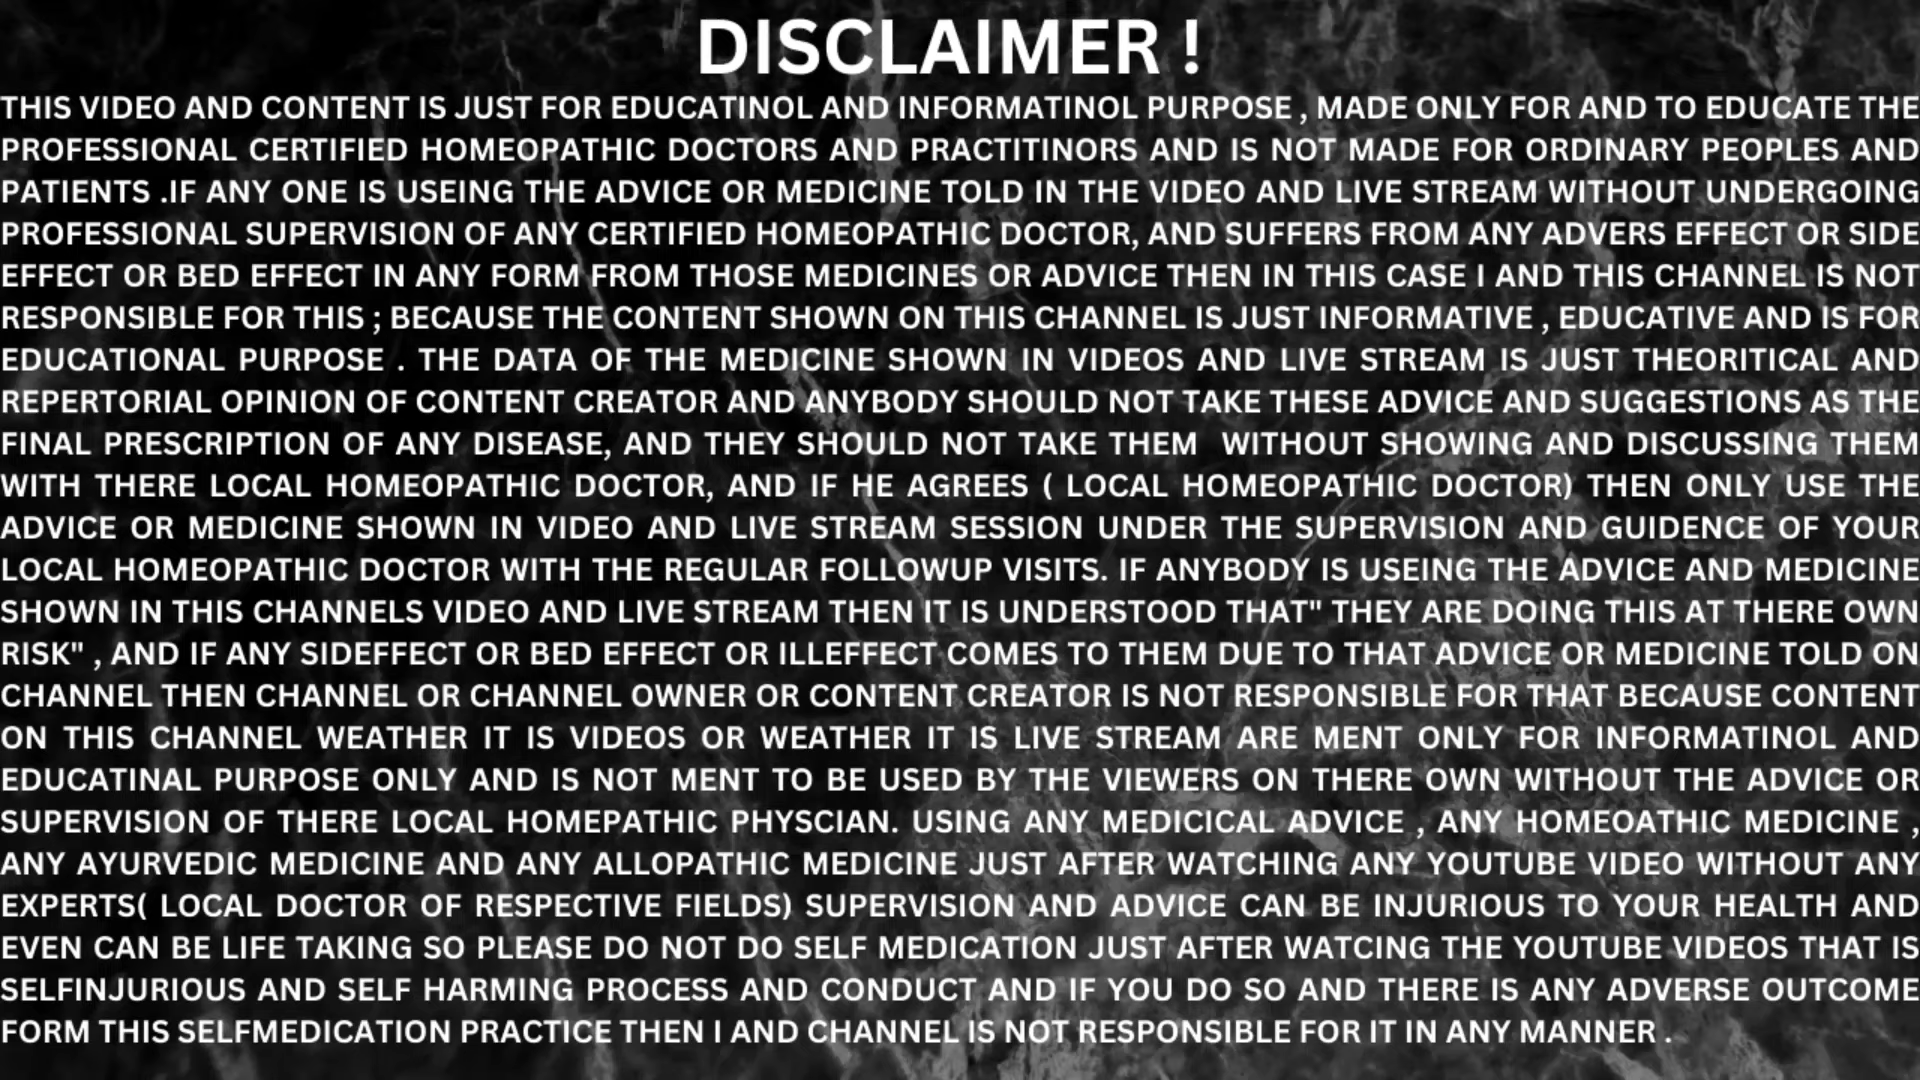 DISCLAIMER !
THIS VIDEO AND CONTENT IS JUST FOR EDUCATINOL AND INFORMATINOL PURPOSE , MADE ONLY FOR AND TO EDUCATE THE
PROFESSIONAL CERTIFIED HOMEOPATHIC DOCTORS AND PRACTITINORS AND IS NOT MADE FOR ORDINARY PEOPLES AND
PATIENTS .IF ANY ONE IS USEING THE ADVICE OR MEDICINE TOLD IN THE VIDEO AND LIVE STREAM WITHOUT UNDERGOING
PROFESSIONAL SUPERVISION OF ANY CERTIFIED HOMEOPATHIC DOCTOR, AND SUFFERS FROM ANY ADVERS EFFECT OR SIDE
EFFECT OR BED EFFECT IN ANY FORM FROM THOSE MEDICINES OR ADVICE THEN IN THIS CASE I AND THIS CHANNEL IS NOT
RESPONSIBLE FOR THIS ; BECAUSE THE CONTENT SHOWN ON THIS CHANNEL IS JUST INFORMATIVE , EDUCATIVE AND IS FOR
EDUCATIONAL PURPOSE . THE DATA OF THE MEDICINE SHOWN IN VIDEOS AND LIVE STREAM IS JUST THEORITICAL AND
REPERTORIAL OPINION OF CONTENT CREATOR AND ANYBODY SHOULD NOT TAKE THESE ADVICE AND SUGGESTIONS AS THE
FINAL PRESCRIPTION OF ANY DISEASE, AND THEY SHOULD NOT TAKE THEM  WITHOUT SHOWING AND DISCUSSING THEM
WITH THERE LOCAL HOMEOPATHIC DOCTOR, AND IF HE AGREES ( LOCAL HOMEOPATHIC DOCTOR) THEN ONLY USE THE
ADVICE OR MEDICINE SHOWN IN VIDEO AND LIVE STREAM SESSION UNDER THE SUPERVISION AND GUIDENCE OF YOUR
LOCAL HOMEOPATHIC DOCTOR WITH THE REGULAR FOLLOWUP VISITS. IF ANYBODY IS USEING THE ADVICE AND MEDICINE
SHOWN IN THIS CHANNELS VIDEO AND LIVE STREAM THEN IT IS UNDERSTOOD THAT" THEY ARE DOING THIS AT THERE OWN
RISK" , AND IF ANY SIDEFFECT OR BED EFFECT OR ILLEFFECT COMES TO THEM DUE TO THAT ADVICE OR MEDICINE TOLD ON
CHANNEL THEN CHANNEL OR CHANNEL OWNER OR CONTENT CREATOR IS NOT RESPONSIBLE FOR THAT BECAUSE CONTENT
ON THIS CHANNEL WEATHER IT IS VIDEOS OR WEATHER IT IS LIVE STREAM ARE MENT ONLY FOR INFORMATINOL AND
EDUCATINAL PURPOSE ONLY AND IS NOT MENT TO BE USED BY THE VIEWERS ON THERE OWN WITHOUT THE ADVICE OR
SUPERVISION OF THERE LOCAL HOMEPATHIC PHYSCIAN. USING ANY MEDICICAL ADVICE , ANY HOMEOATHIC MEDICINE ,
ANY AYURVEDIC MEDICINE AND ANY ALLOPATHIC MEDICINE JUST AFTER WATCHING ANY YOUTUBE VIDEO WITHOUT ANY
EXPERTS( LOCAL DOCTOR OF RESPECTIVE FIELDS) SUPERVISION AND ADVICE CAN BE INJURIOUS TO YOUR HEALTH AND
EVEN CAN BE LIFE TAKING SO PLEASE DO NOT DO SELF MEDICATION JUST AFTER WATCING THE YOUTUBE VIDEOS THAT IS
SELFINJURIOUS AND SELF HARMING PROCESS AND CONDUCT AND IF YOU DO SO AND THERE IS ANY ADVERSE OUTCOME
FORM THIS SELFMEDICATION PRACTICE THEN I AND CHANNEL IS NOT RESPONSIBLE FOR IT IN ANY MANNER .